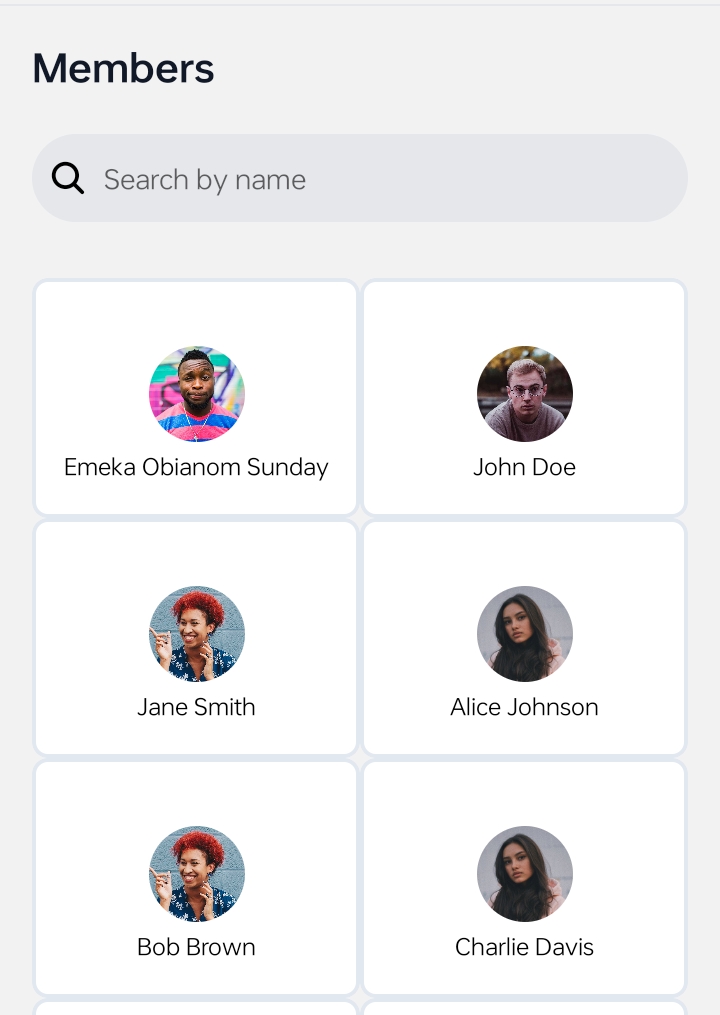 Members
Search by name
Emeka Obianom Sunday
John Doe
Jane Smith
Alice Johnson
Bob Brown
Charlie Davis